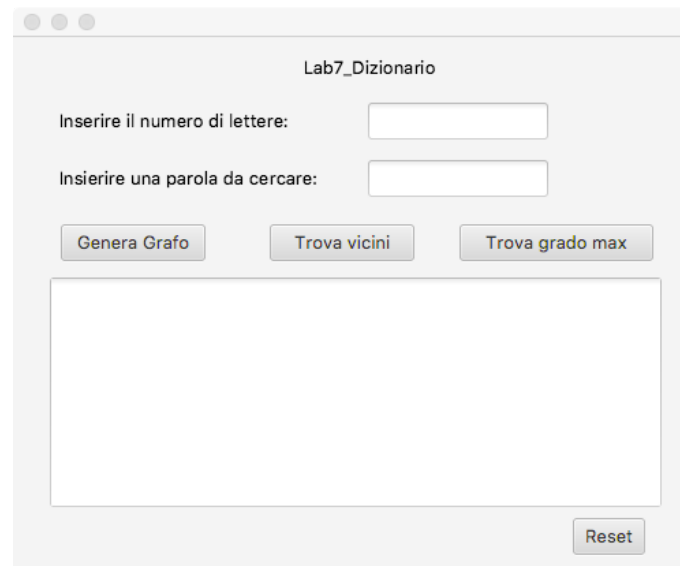 Lab7_Dizionario
Inserire il numero di lettere:
Insierire una parola da cercare:
Genera Grafo Trova vicini Trova grado max
Reset